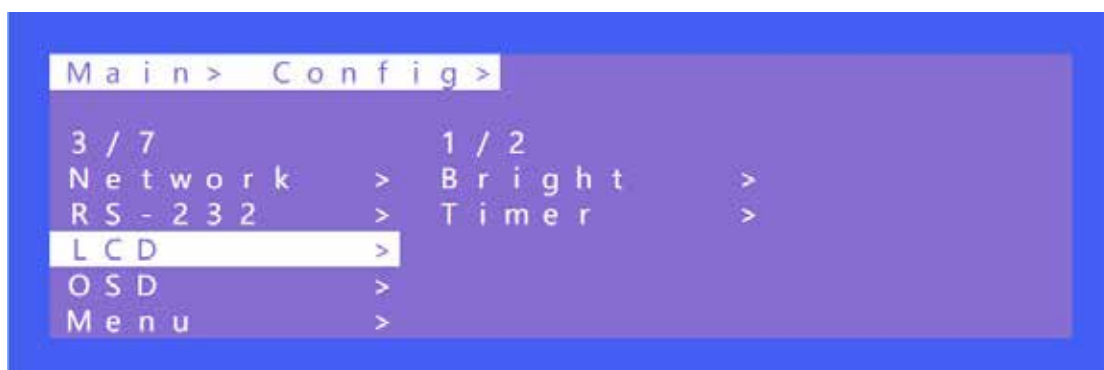 Main> Config>
3/7 1/2
Network > Bright >
RS-232 > Timer >
LCD >
OSD >
Menu >